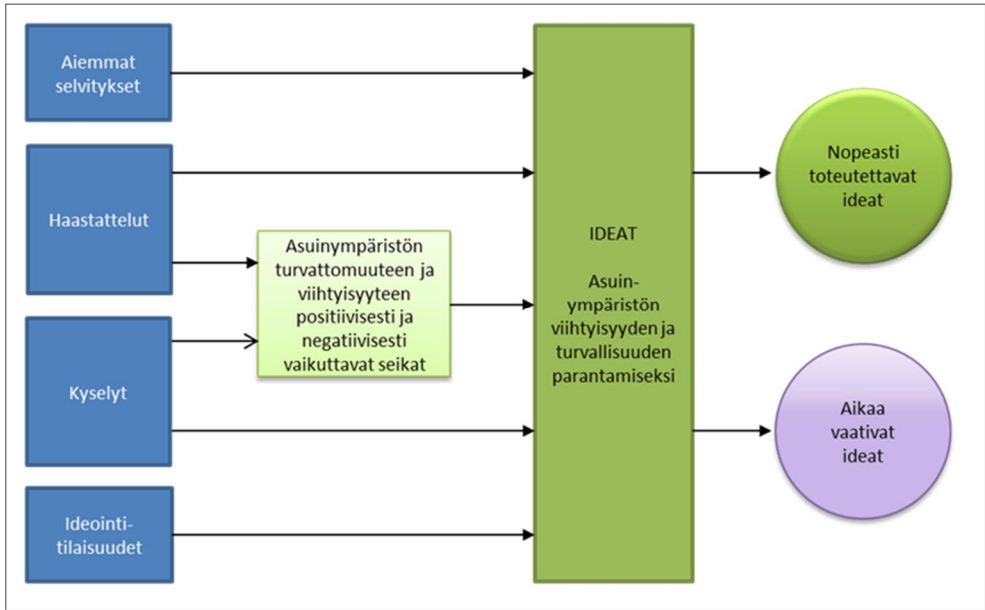 Aiemmat
selvitykset
Haastattelut
Kyselyt
Ideointi-
tilaisuudet
Asuinympäristön
turvattomuuteen ja
viihtyisyyteen
positiivisesti ja
negatiivisesti
vaikuttavat seikat
IDEAT
Asuin-
ympäristön
viihtyisyyden ja
turvallisuuden
parantamiseksi
Nopeasti
toteutettavat
ideat
Aikaa
vaativat
ideat